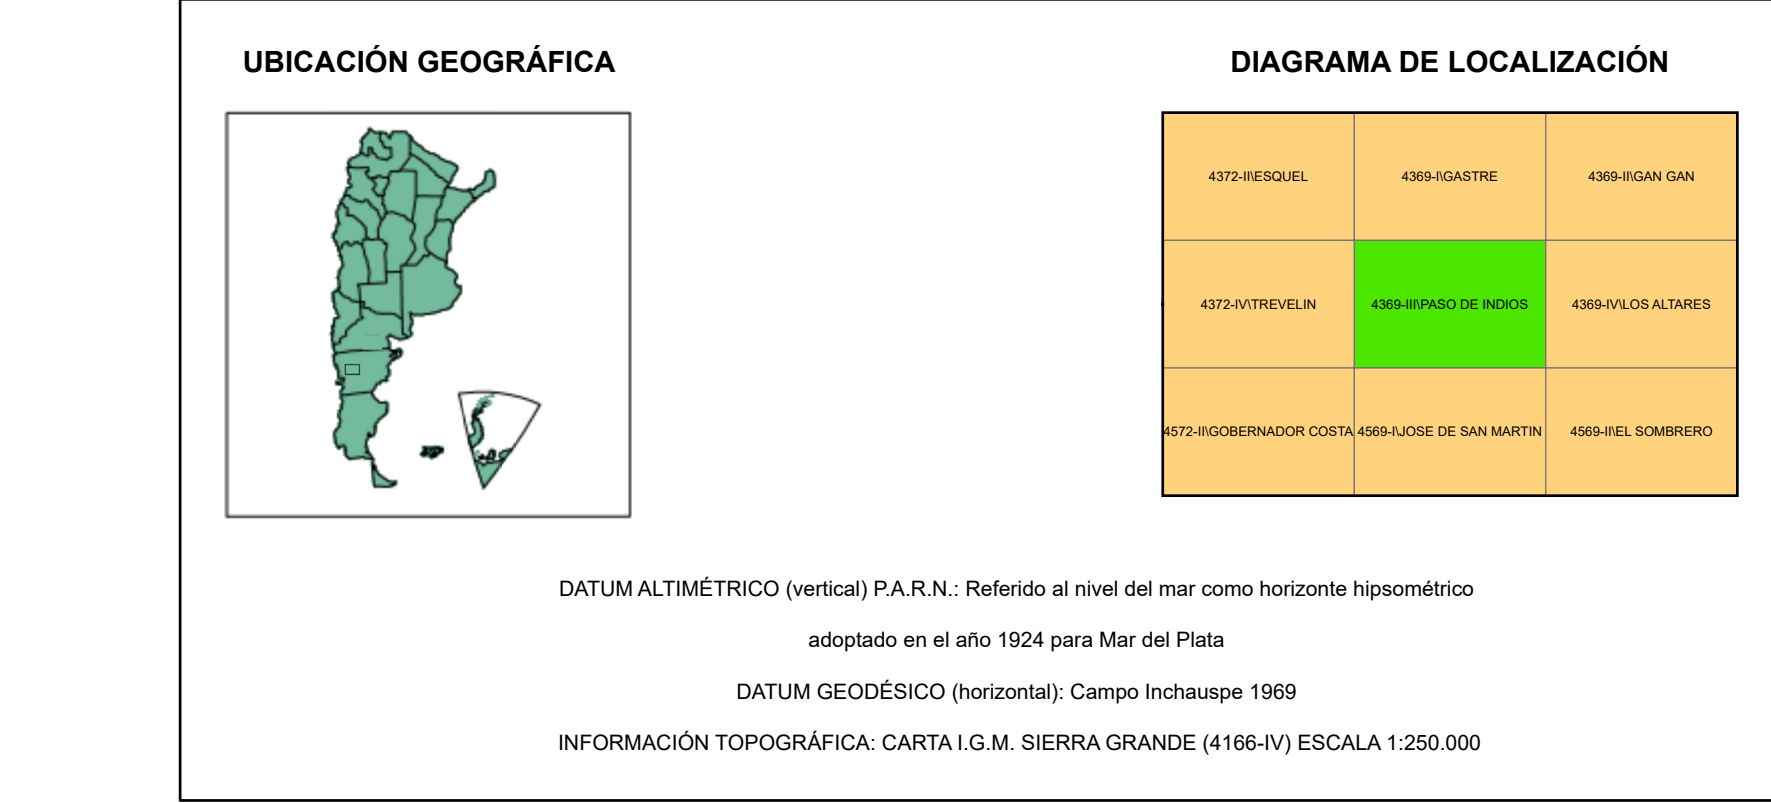 UBICACIÓN GEOGRÁFICA
DIAGRAMA DE LOCALIZACIÓN
4372-II\ESQUEL
4369-I\GASTRE
4369-II\GAN GAN
4372-IV\TREVELIN
4369-III\PASO DE INDIOS
4369-IV\LOS ALTARES
4572-II\GOBERNADOR COSTA
4569-I\JOSE DE SAN MARTIN
4569-II\EL SOMBRERO
DATUM ALTIMÉTRICO (vertical) P.A.R.N.: Referido al nivel del mar como horizonte hipsométrico
adoptado en el año 1924 para Mar del Plata
DATUM GEODÉSICO (horizontal): Campo Inchauspe 1969
INFORMACIÓN TOPOGRÁFICA: CARTA I.G.M. SIERRA GRANDE (4166-IV) ESCALA 1:250.000